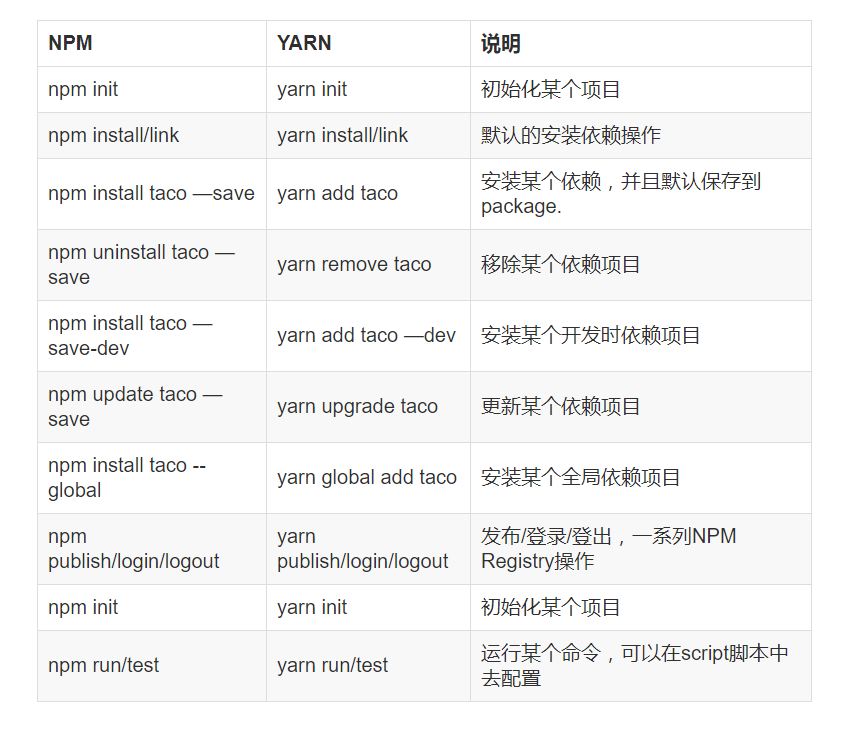 NPM YARN 说明
npm init yarn init 初始化某个项目
npm install/link yarn install/link 默认的安装依赖操作
npm install taco —save yarn add taco 安装某个依赖，并且默认保存到
package.
npm uninstall taco —
save
yarn remove taco 移除某个依赖项目
npm install taco —
save-dev
yarn add taco —dev 安装某个开发时依赖项目
npm update taco —
save
yarn upgrade taco 更新某个依赖项目
npm install taco --
global
yarn global add taco 安装某个全局依赖项目
npm
publish/login/logout
yarn
publish/login/logout
发布/登录/登出，一系列NPM
Registry操作
npm init yarn init 初始化某个项目
npm run/test yarn run/test 运行某个命令，可以在script脚本中
去配置